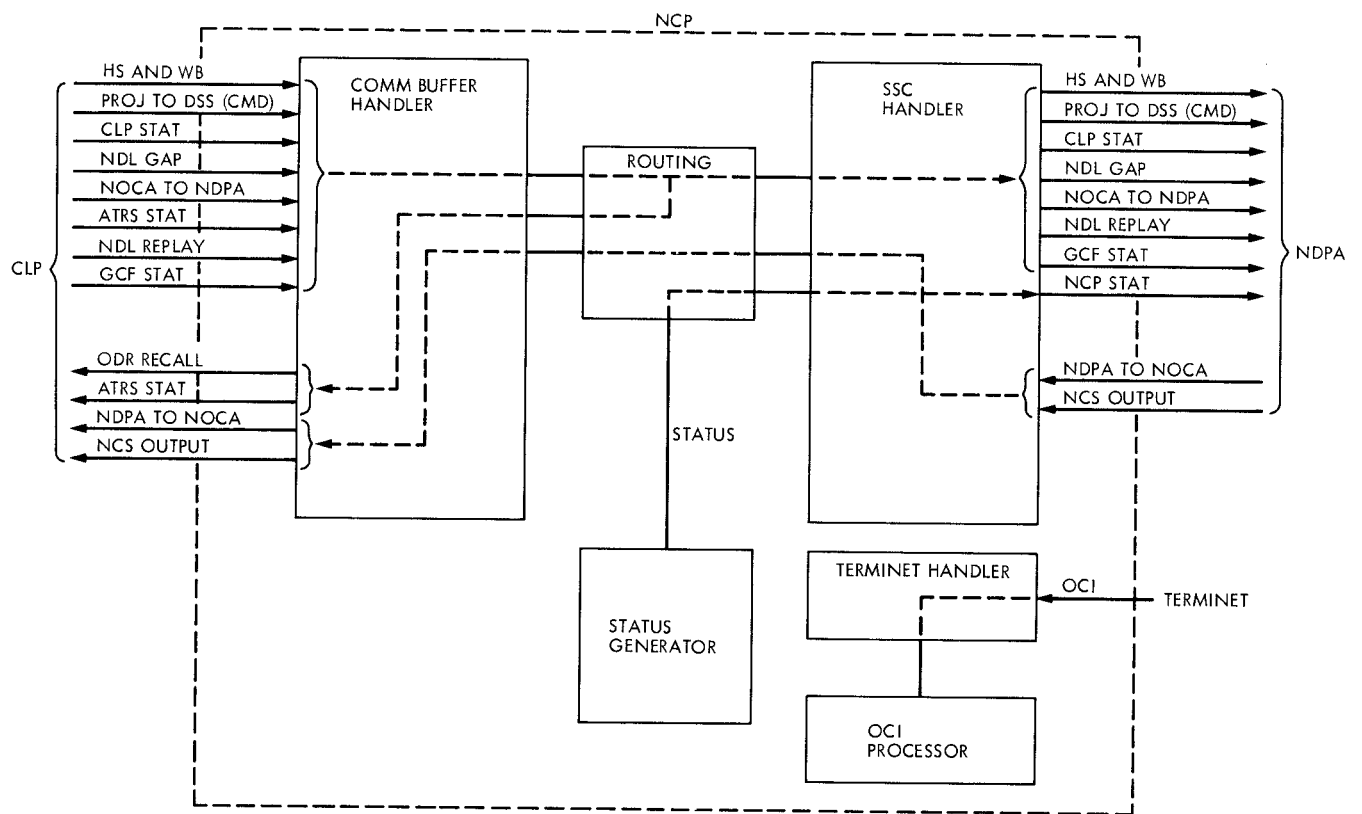 NCP
HS AND WB
PROJ TO DSS (CMD)
CLP STAT
NDL GAP
NOCA TO NDPA
ATRS STAT
NDL REPLAY
GCF STAT
CLP
ODR RECALL
ATRS STAT
NDPA TO NOCA
NCS OUTPUT
COMM BUFFER
HANDLER
ROUTING
STATUS
STATUS
GENERATOR
SSC
HANDLER
HS AND WB
PROJ TO DSS (CMD)
CLP STAT
NDL GAP
NOCA TO NDPA
NDL REPLAY
GCF STAT
NCP STAT
NDPA
NDPA TO NOCA
NCS OUTPUT
TERMINET HANDLER
OCI
TERMINET
OCI
PROCESSOR